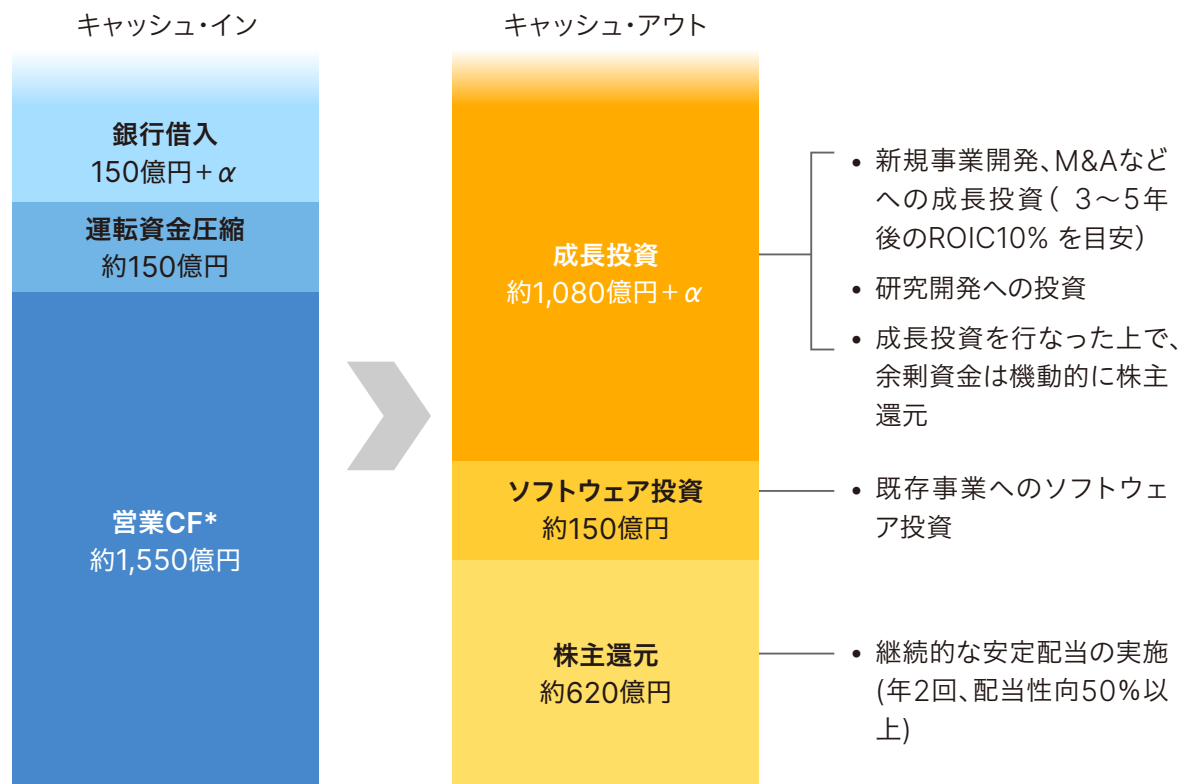 キャッシュ・イン
銀行借入
150億円＋α
運転資金圧縮
約150億円
営業CF*
約1,550億円
キャッシュ・アウト
成長投資
約1,080億円＋α
ソフトウェア投資
約150億円
株主還元
約620億円
• 新規事業開発、M&Aなど
への成長投資（ 3～5年
後のROIC10% を目安）
• 研究開発への投資
• 成長投資を行なった上で、
余剰資金は機動的に株主
還元
• 既存事業へのソフトウェ
ア投資
• 継続的な安定配当の実施
(年2回、配当性向50%以
上)